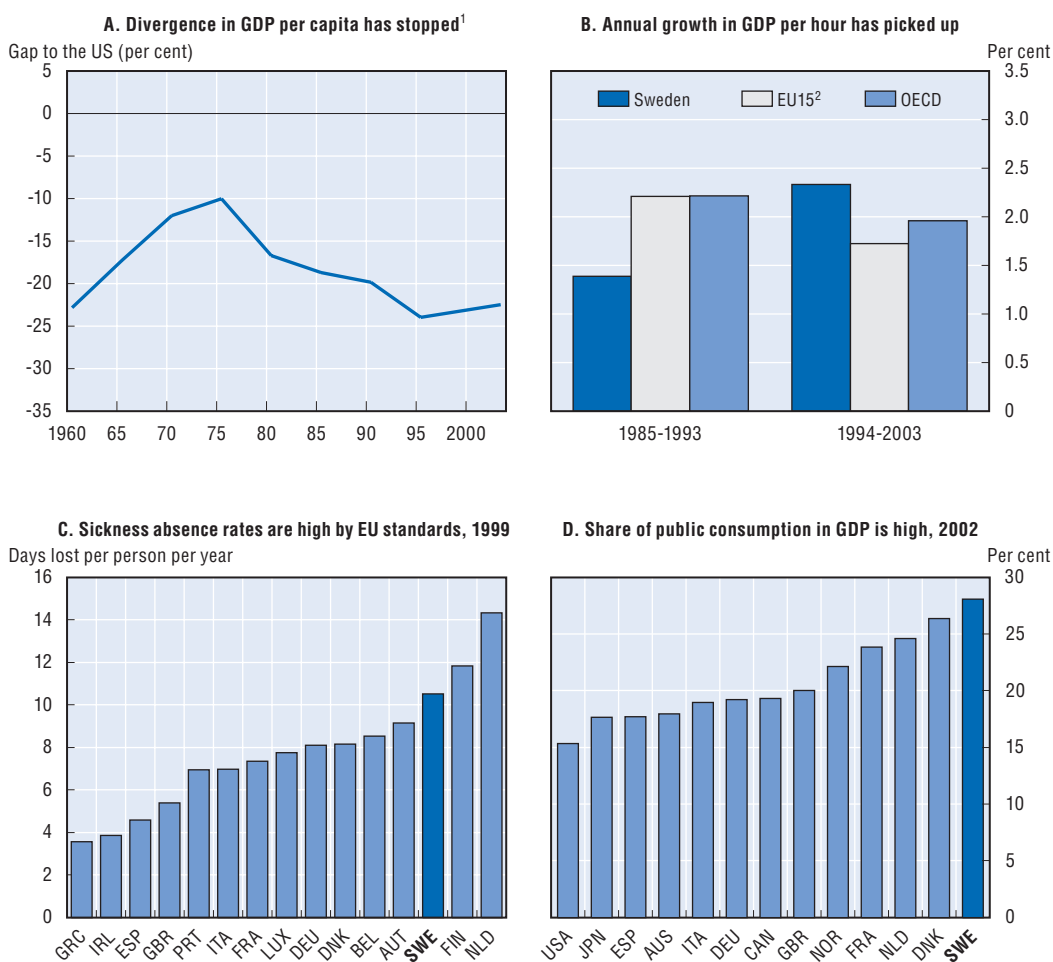 A. Divergence in GDP per capita has stopped¹
Gap to the US (per cent)
5
0
-5
-10
-15
-20
-25
-30
-35
1960 65 70 75 80 85 90 95 2000
B. Annual growth in GDP per hour has picked up
Per cent
Sweden EU15² OECD
3.5
3.0
2.5
2.0
1.5
1.0
0.5
0
1985-1993 1994-2003
C. Sickness absence rates are high by EU standards, 1999
Days lost per person per year
16
14
12
10
8
6
4
2
0
GRC IRL ESP GBR PRT ITA FRA LUX DEU DNK BEL AUT SWE FIN NLD
D. Share of public consumption in GDP is high, 2002
Per cent
30
25
20
15
10
5
0
USA JPN ESP AUS ITA DEU CAN GBR NOR FRA NLD DNK SWE